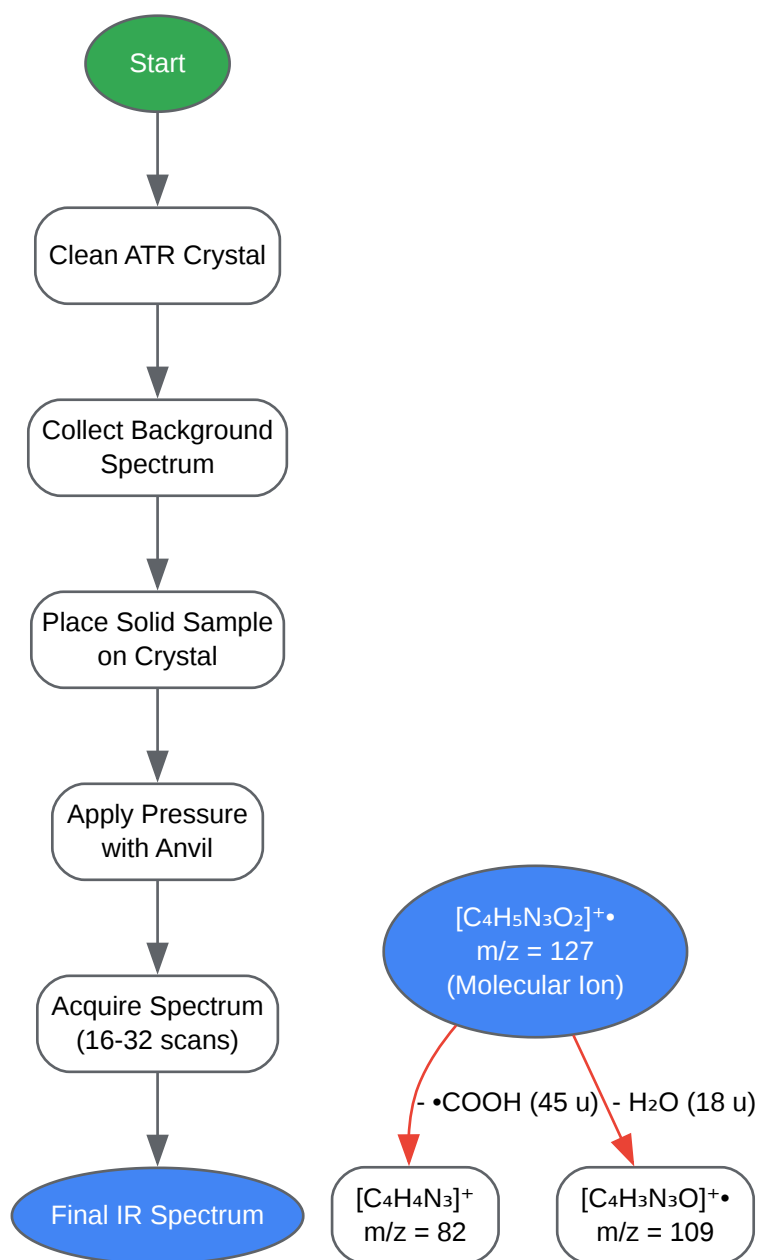 Start
Clean ATR Crystal
Collect Background
Spectrum
Place Solid Sample
on Crystal
Apply Pressure
with Anvil
Acquire Spectrum
(16-32 scans)
Final IR Spectrum
[C₄H₅N₃O₂]⁺•
m/z = 127
(Molecular Ion)
- •COOH (45 u)
- H₂O (18 u)
[C₄H₄N₃]⁺
m/z = 82
[C₄H₃N₃O]⁺•
m/z = 109